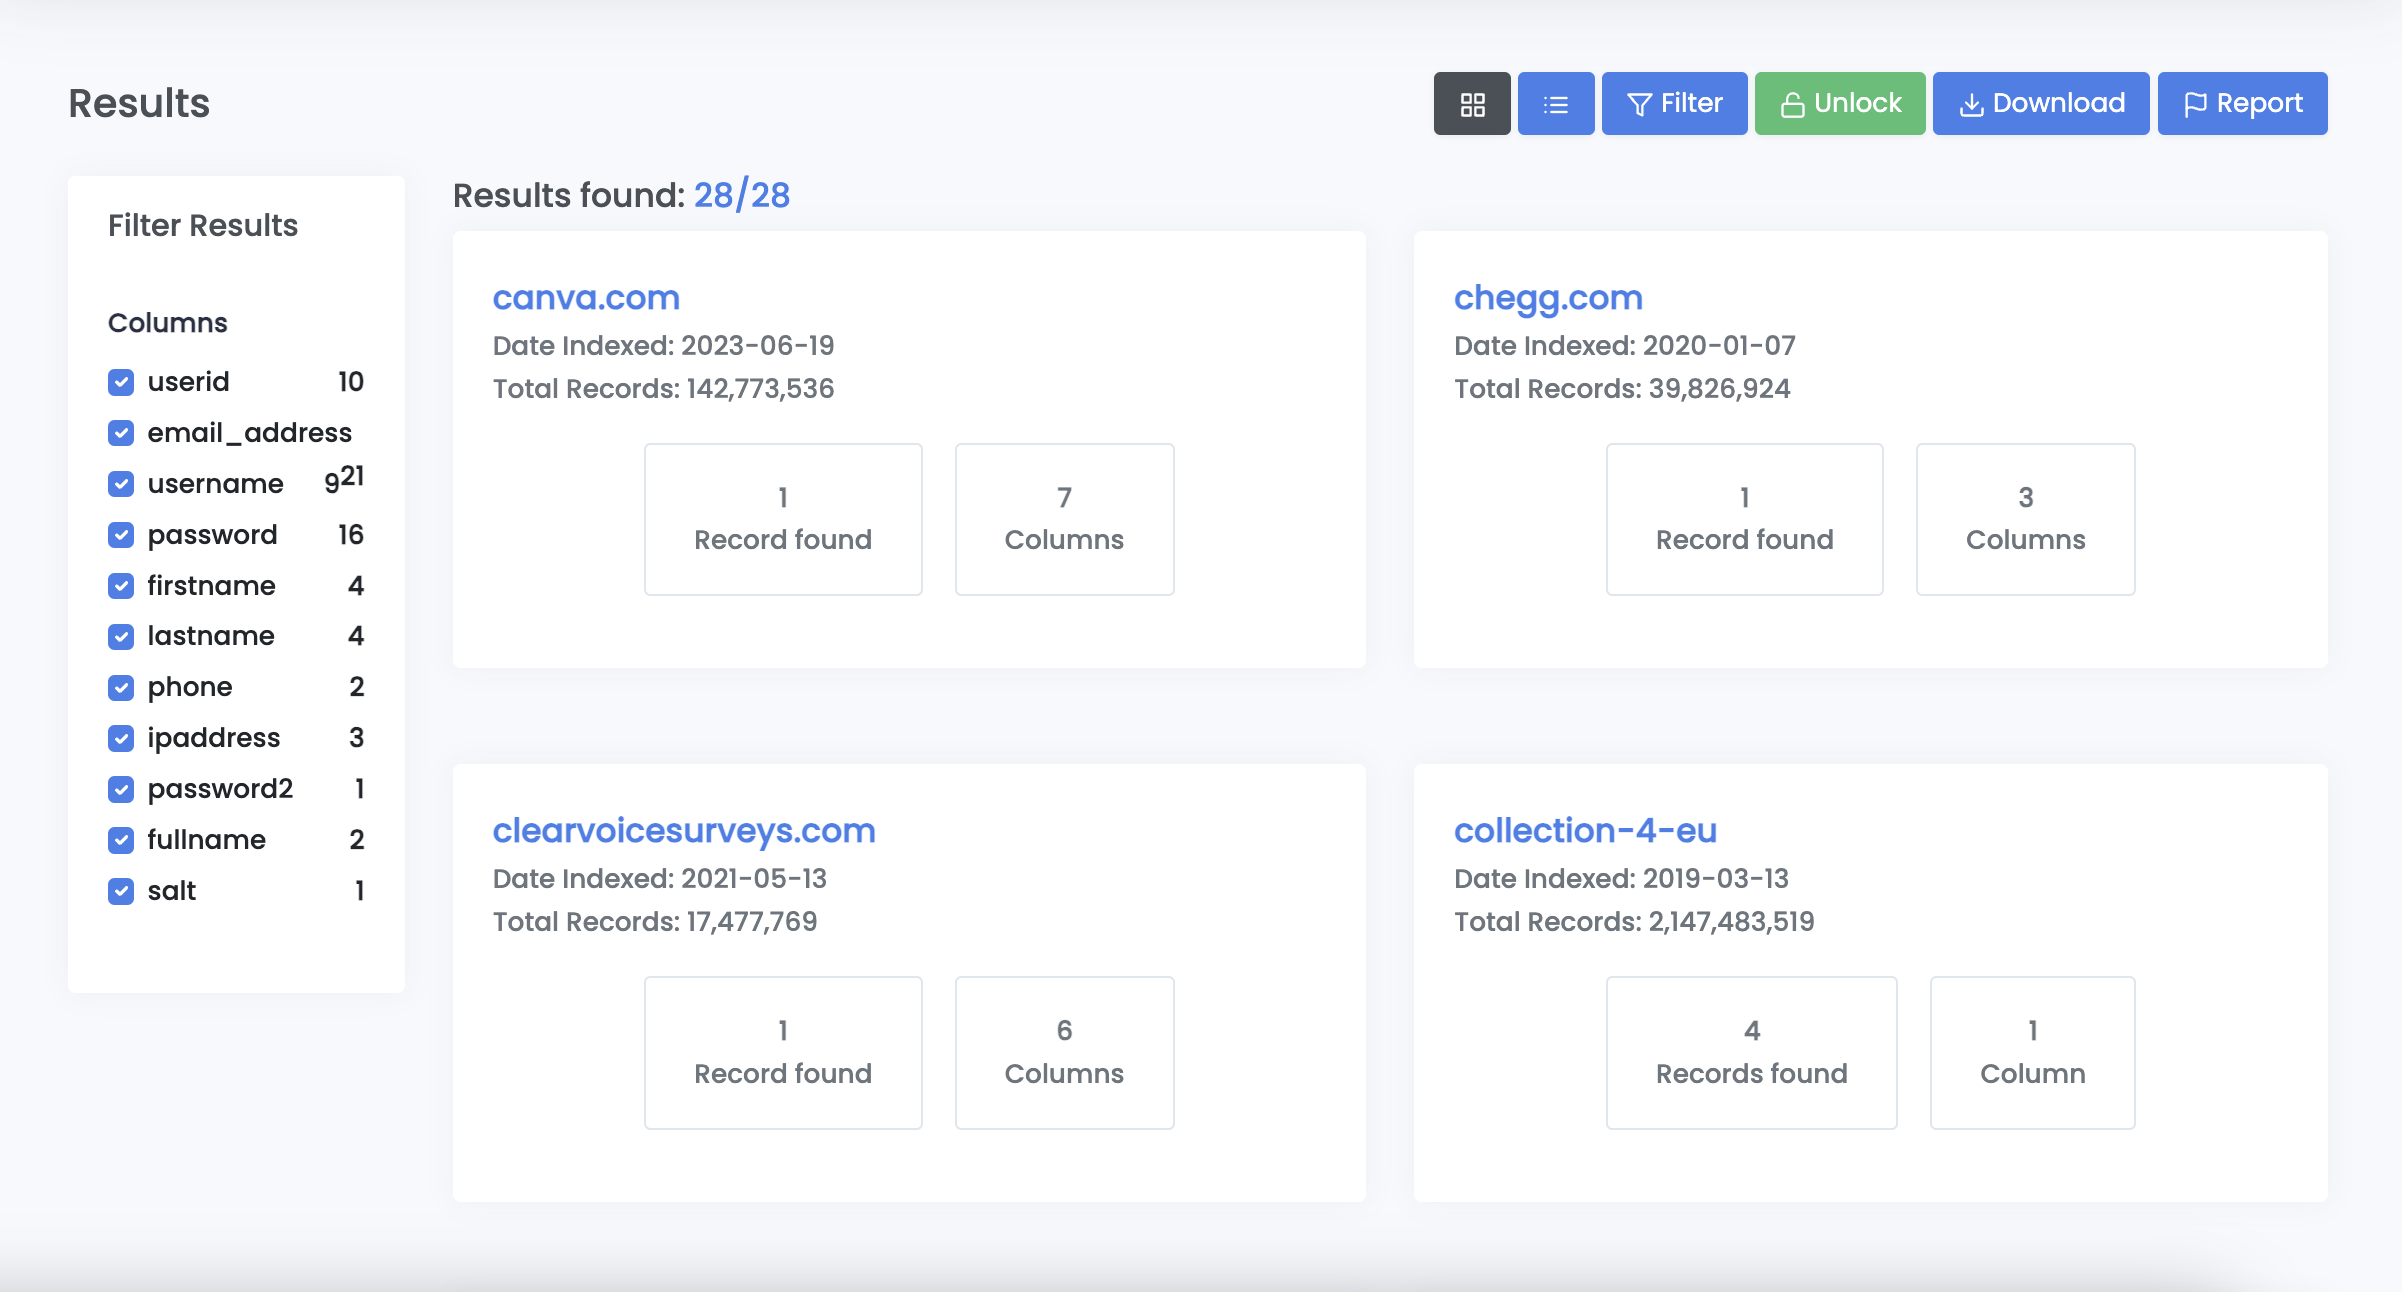 Results
Filter
Unlock
Download
Report
Filter Results
Columns
userid 10
email_address
21
username 9
password 16
firstname 4
lastname 4
phone 2
ipaddress 3
password2 1
fullname 2
salt 1
Results found: 28/28
canva.com
Date Indexed: 2023-06-19
Total Records: 142,773,536
1
Record found
7
Columns
chegg.com
Date Indexed: 2020-01-07
Total Records: 39,826,924
1
Record found
3
Columns
clearvoicesurveys.com
Date Indexed: 2021-05-13
Total Records: 17,477,769
1
Record found
6
Columns
collection-4-eu
Date Indexed: 2019-03-13
Total Records: 2,147,483,519
4
Records found
1
Column